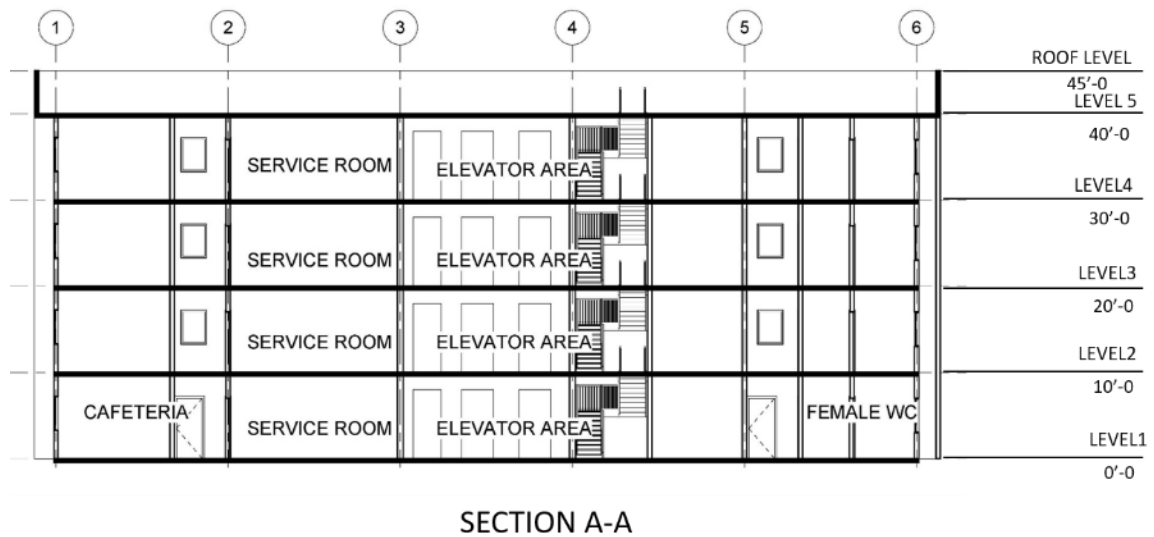 1 2 3 4 5 6
ROOF LEVEL
45'-0
LEVEL 5
40'-0
SERVICE ROOM ELEVATOR AREA
LEVEL4
30'-0
SERVICE ROOM ELEVATOR AREA
LEVEL3
20'-0
SERVICE ROOM ELEVATOR AREA
LEVEL2
10'-0
CAFETERIA FEMALE WC
SERVICE ROOM ELEVATOR AREA
LEVEL1
0'-0
SECTION A-A